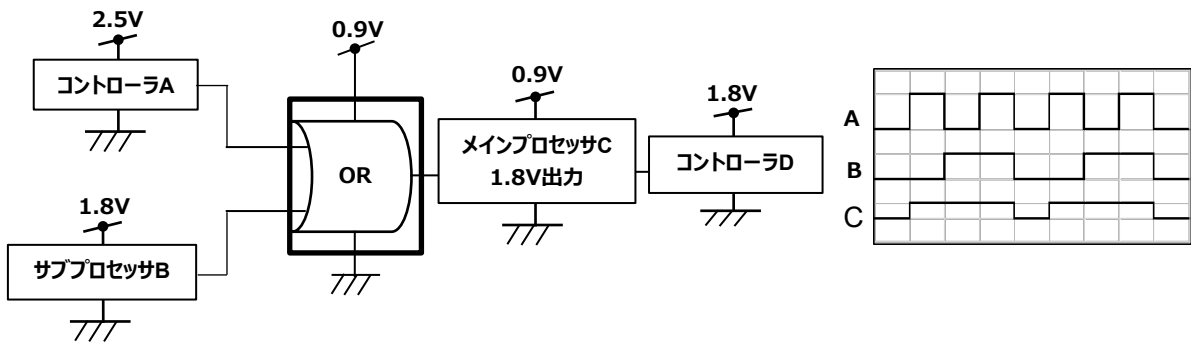 2.5V
コントローラA
1.8V
サブプロセッサB
0.9V
OR
0.9V
メインプロセッサC
1.8V出力
1.8V
コントローラD
A
B
C